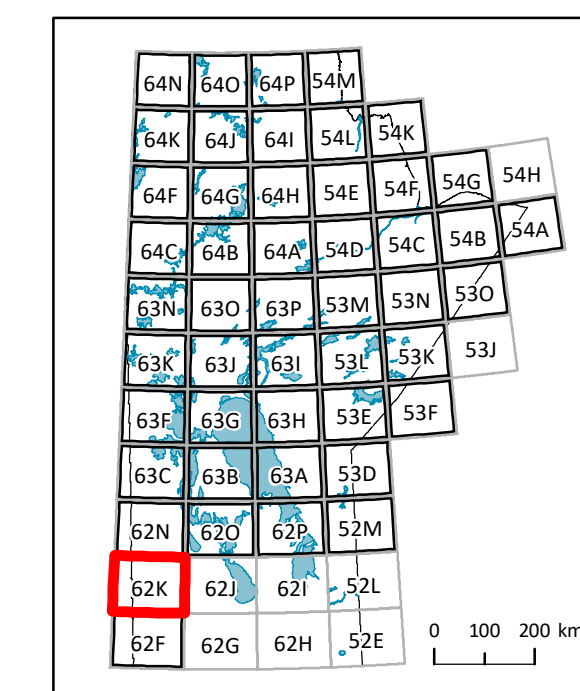 64N 64O 64P 54M
64K 64J 64I 54L 54K
64F 64G 64H 54E 54F 54G 54H
64C 64B 64A 54D 54C 54B 54A
63N 63O 63P 53M 53N 53O
63K 63J 63I 53L 53K 53J
63F 63G 63H 53E 53F
63C 63B 63A 53D
62N 62O 62P 52M
62K 62J 62I 52L
62F 62G 62H 52E
0 100 200 km